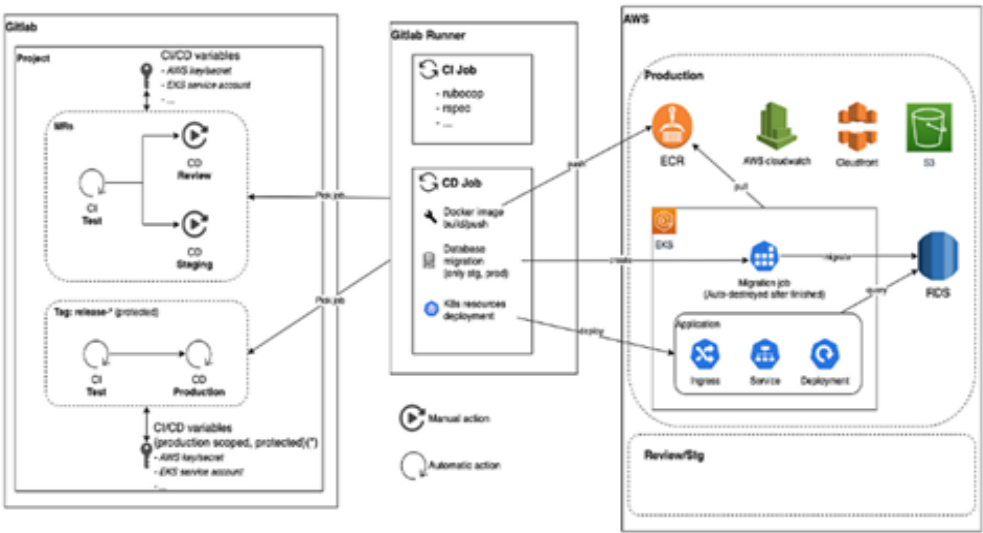 Gitlab
Project
CI/CD variables
- AWS key/secret
- EKS service account
- ...
MRs
CD
Review
CI
Test
CD
Staging
Pick job
Tag: release-* (protected)
CI
Test
CD
Production
Pick job
CI/CD variables
(production scoped, protected)(*)
- AWS key/secret
- EKS service account
- ...
Gitlab Runner
CI Job
- rubocop
- rspec
- ...
CD Job
Docker image
build/push
Database
migration
(only stg, prod)
K8s resources
deployment
Manual action
Automatic action
push
create
deploy
AWS
Production
ECR
AWS cloudwatch
Cloudfront
S3
pull
EKS
Migration job
(Auto-destroyed after finished)
migrate
query
RDS
Application
Ingress
Service
Deployment
Review/Stg